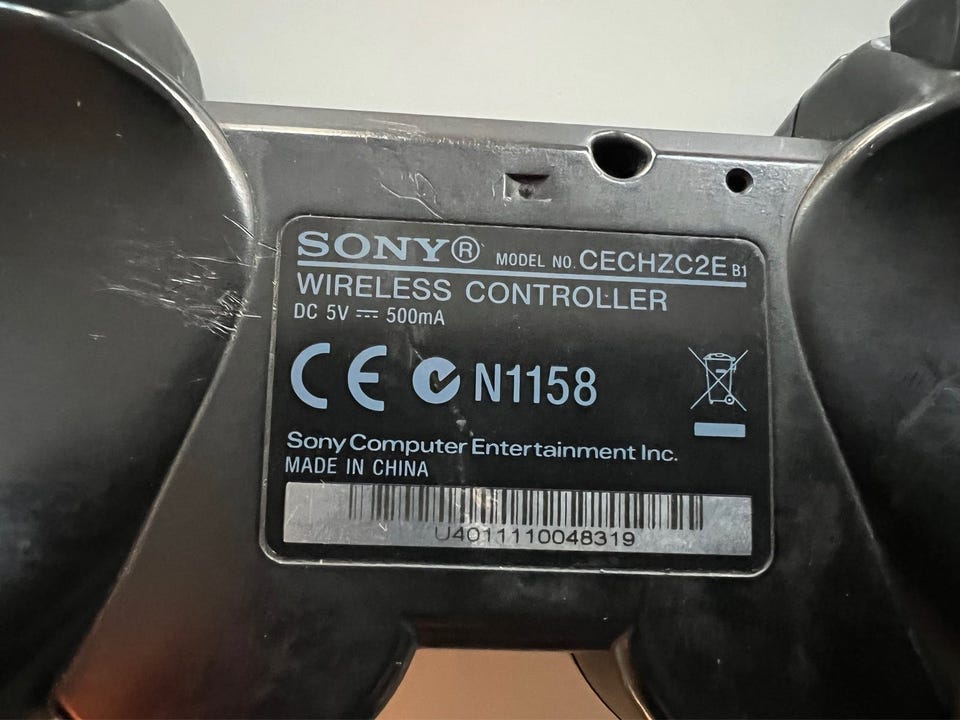 SONY® MODEL NO. CECHZC2E B1
WIRELESS CONTROLLER
DC 5V ⎓ 500mA
CE N1158
Sony Computer Entertainment Inc.
MADE IN CHINA
U4011110048319